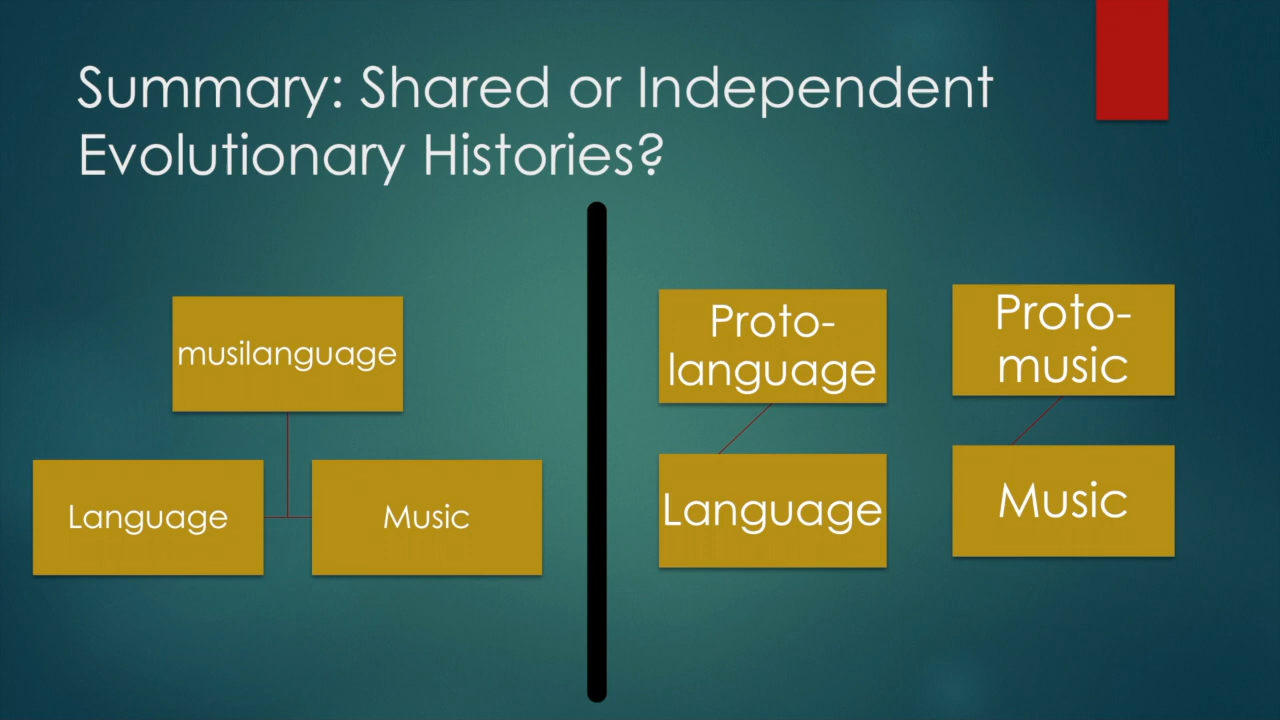 Summary: Shared or Independent
Evolutionary Histories?
musilanguage
Language
Music
Proto-
language
Language
Proto-
music
Music